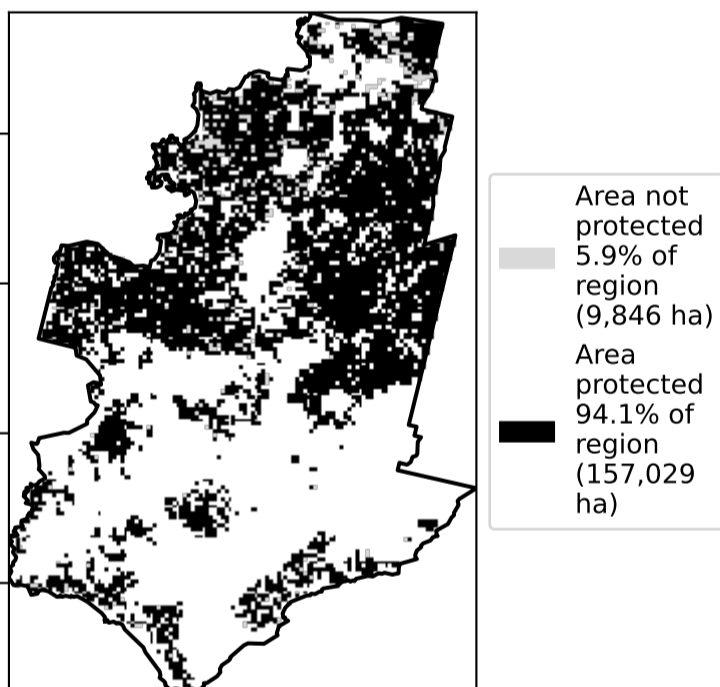 Area not
protected
5.9% of
region
(9,846 ha)
Area
protected
94.1% of
region
(157,029
ha)